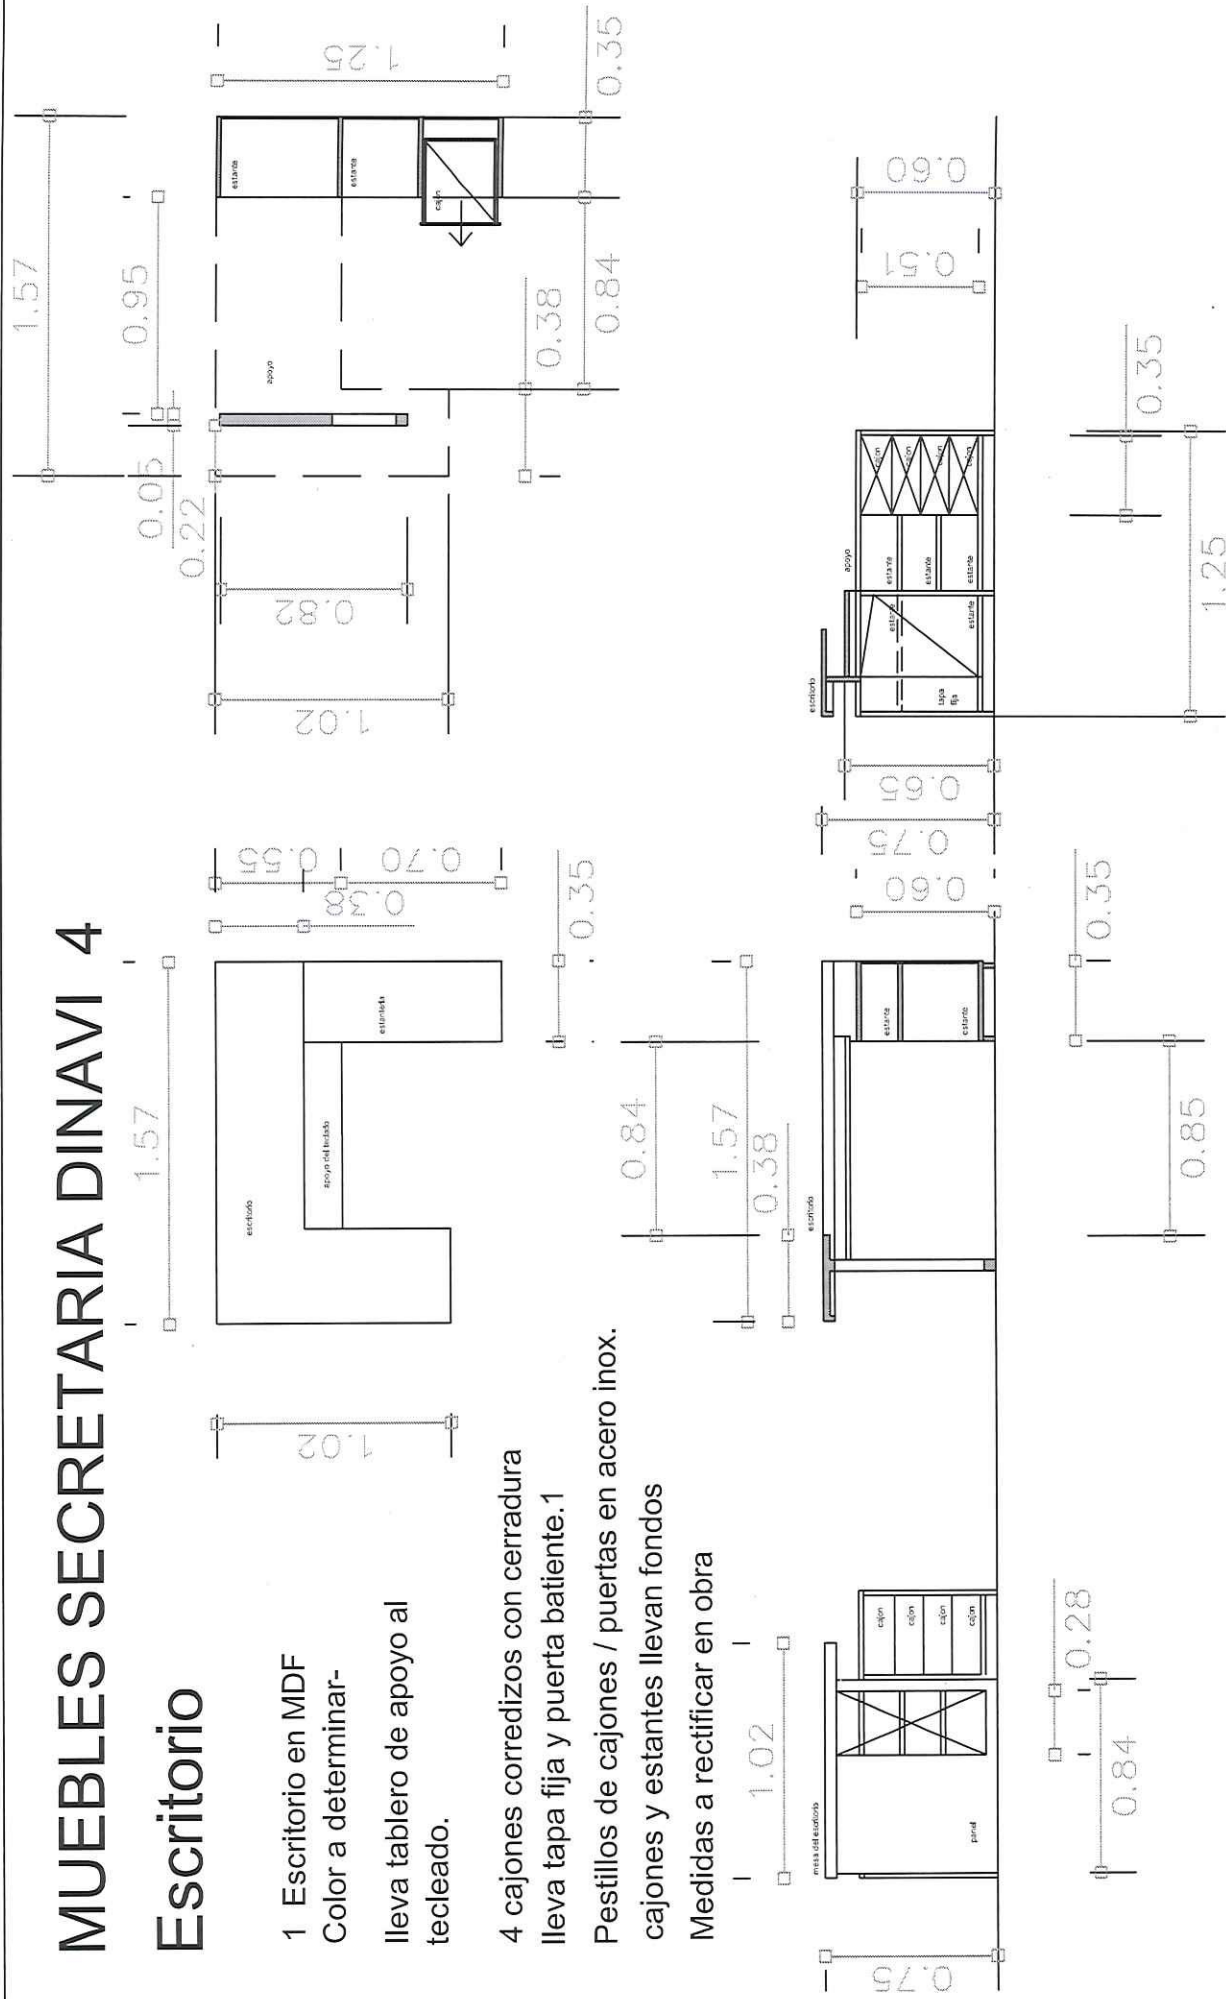 MUEBLES SECRETARIA DINAVI 4
Escritorio
1 Escritorio en MDF
Color a determinar-
lleva tablero de apoyo al
tecleado.
4 cajones corredizos con cerradura
lleva tapa fija y puerta batiente.1
Pestillos de cajones / puertas en acero inox.
cajones y estantes llevan fondos
Medidas a rectificar en obra
1.57
1.02
escritorio
apoyo del teclado
estanteria
0.55
0.38
0.70
0.35
1.57
0.95
0.05
0.22
0.82
1.02
apoyo
estante
estante
cajon
1.25
0.38
0.84
0.35
0.75
1.02
mesa del escritorio
panel
cajon
cajon
cajon
cajon
0.28
0.84
0.84
1.57
0.38
escritorio
estante
estante
0.60
0.35
0.85
0.75
0.65
escritorio
apoyo
tapa
fija
estante
estante
estante
estante
estante
cajon
cajon
cajon
cajon
0.51
0.60
0.35
1.25